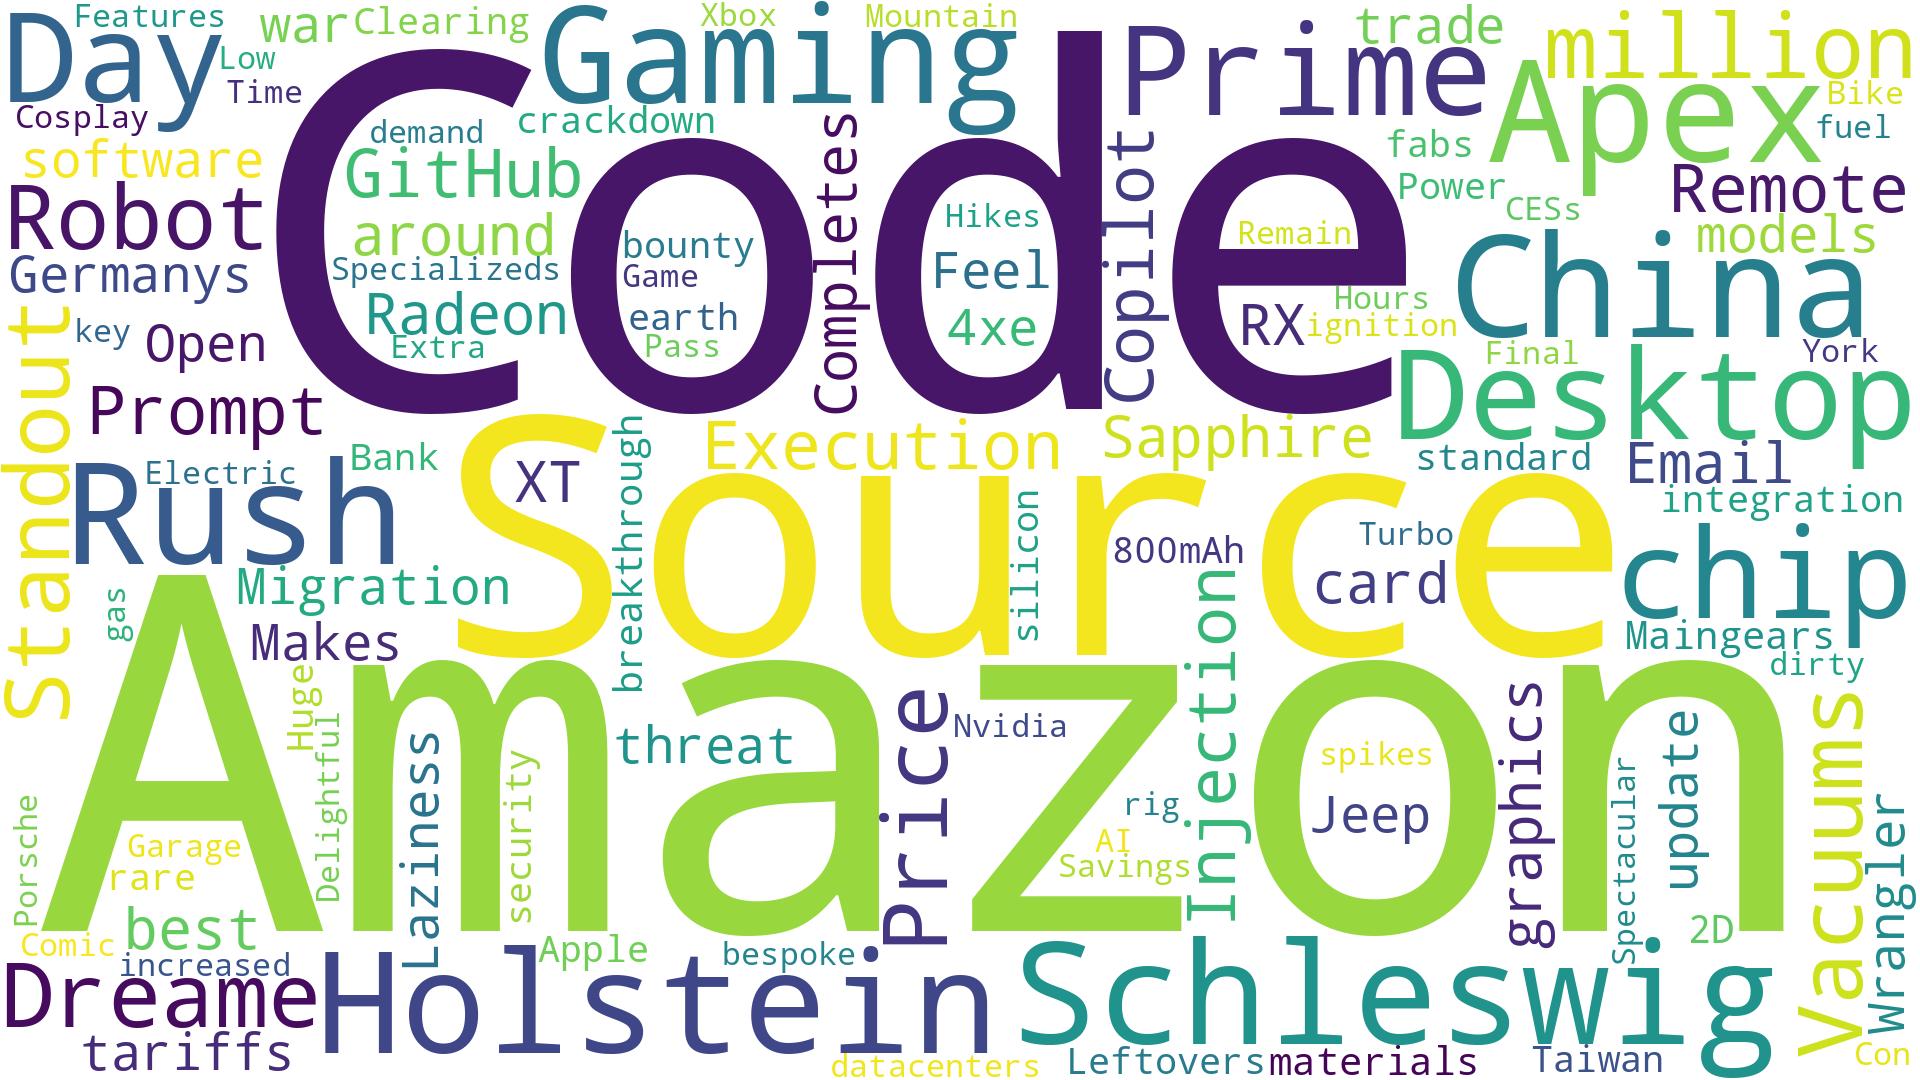 Day
Features
war
Clearing
Gaming
Xbox
Mountain
Prime
trade
million
Low
Time
Cosplay
Code
demand
crackdown
Completes
Copilot
Apex
Bike
fuel
software
GitHub
fabs
Power
Remote
Robot
around
bounty
Hikes
Remain
CESs
models
Germanys
Specializeds
Game
Feel
China
Radeon
earth
4xe
RX
Hours
ignition
key
Open
Extra
Pass
Final
York
Standout
Prompt
Desktop
Source
Execution
Sapphire
Rush
Electric
Bank
XT
breakthrough
silicon
standard
Email
integration
800mAh
Turbo
chip
gas
Migration
Makes
card
Maingears
dirty
Amazon
Huge
Delightful
Laziness
security
threat
Price
Nvidia
Injection
spikes
Jeep
graphics
Spectacular
update
Vacuums
Wrangler
Porsche
Garage
rare
rig
AI
Savings
best
Comic
increased
Apple
bespoke
2D
Dreame
Holstein
Schleswig
tariffs
datacenters
Leftovers
materials
Taiwan
Con